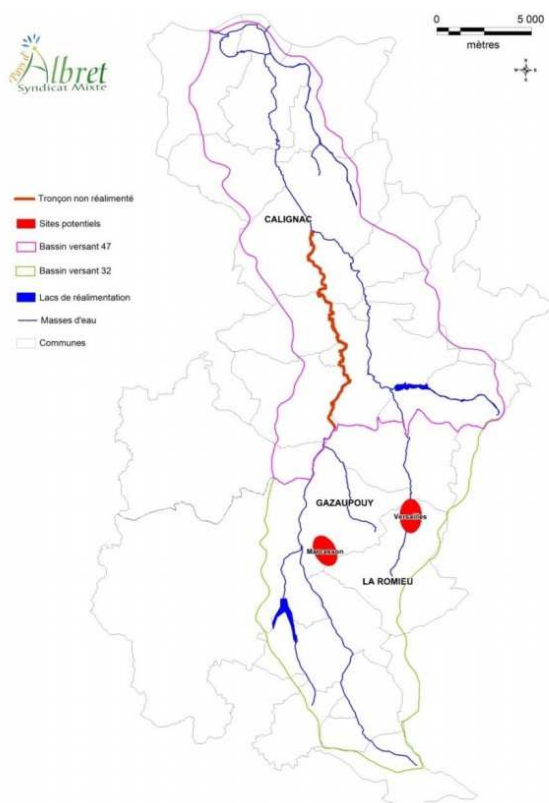 Pays d'
Albret
Syndicat Mixte
0 5 000
mètres
Tronçon non réalimenté
Sites potentiels
Bassin versant 47
Bassin versant 32
Lacs de réalimentation
Masses d'eau
Communes
CALIGNAC
GAZAUPOUY
Versailles
Marcasson
LA ROMIEU